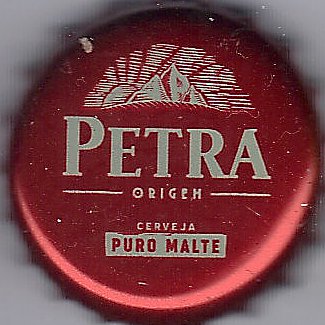 PETRA
ORIGEM
CERVEJA
PURO MALTE